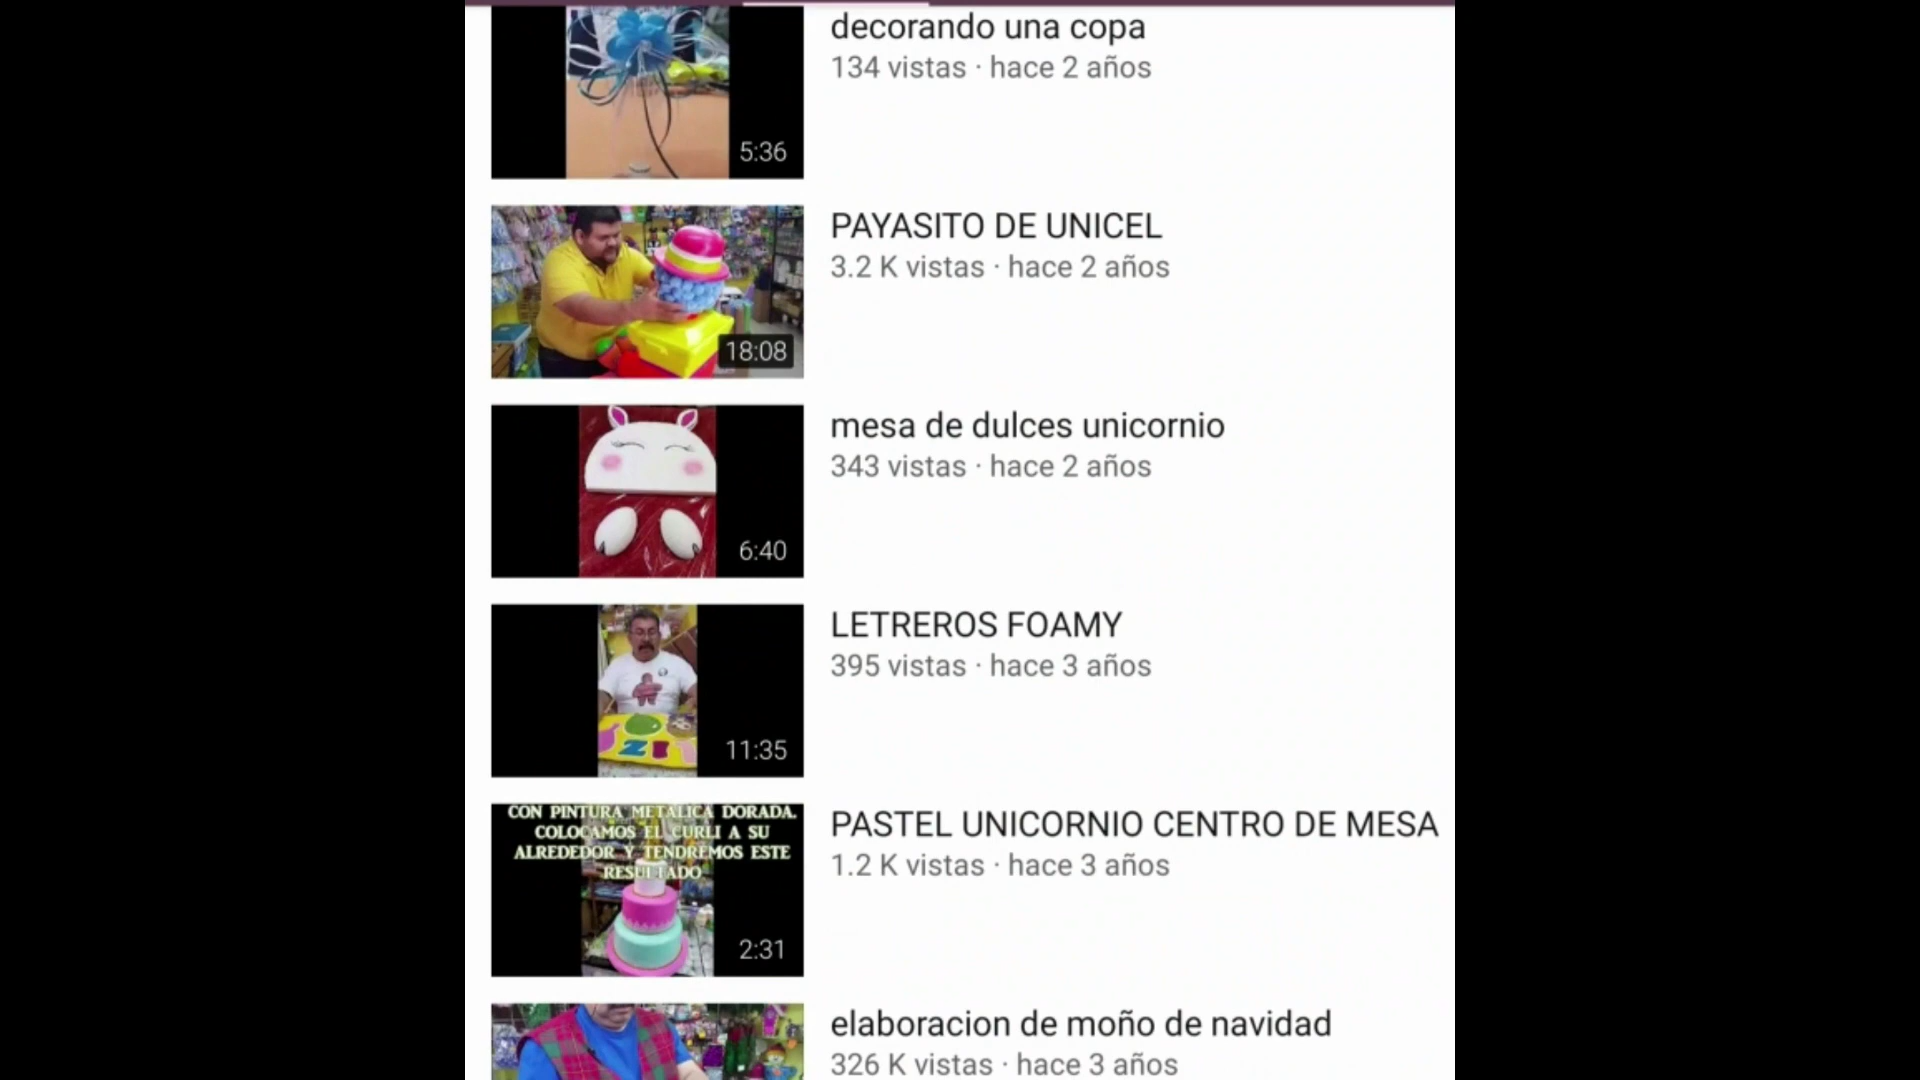 decorando una copa
134 vistas · hace 2 años
5:36
PAYASITO DE UNICEL
3.2 K vistas · hace 2 años
18:08
mesa de dulces unicornio
343 vistas · hace 2 años
6:40
LETREROS FOAMY
395 vistas · hace 3 años
11:35
CON PINTURA METALICA DORADA.
COLOCAMOS EL CURLI A SU
ALREDEDOR Y TENDREMOS ESTE
RESULTADO
2:31
PASTEL UNICORNIO CENTRO DE MESA
1.2 K vistas · hace 3 años
elaboracion de moño de navidad
326 K vistas · hace 3 años